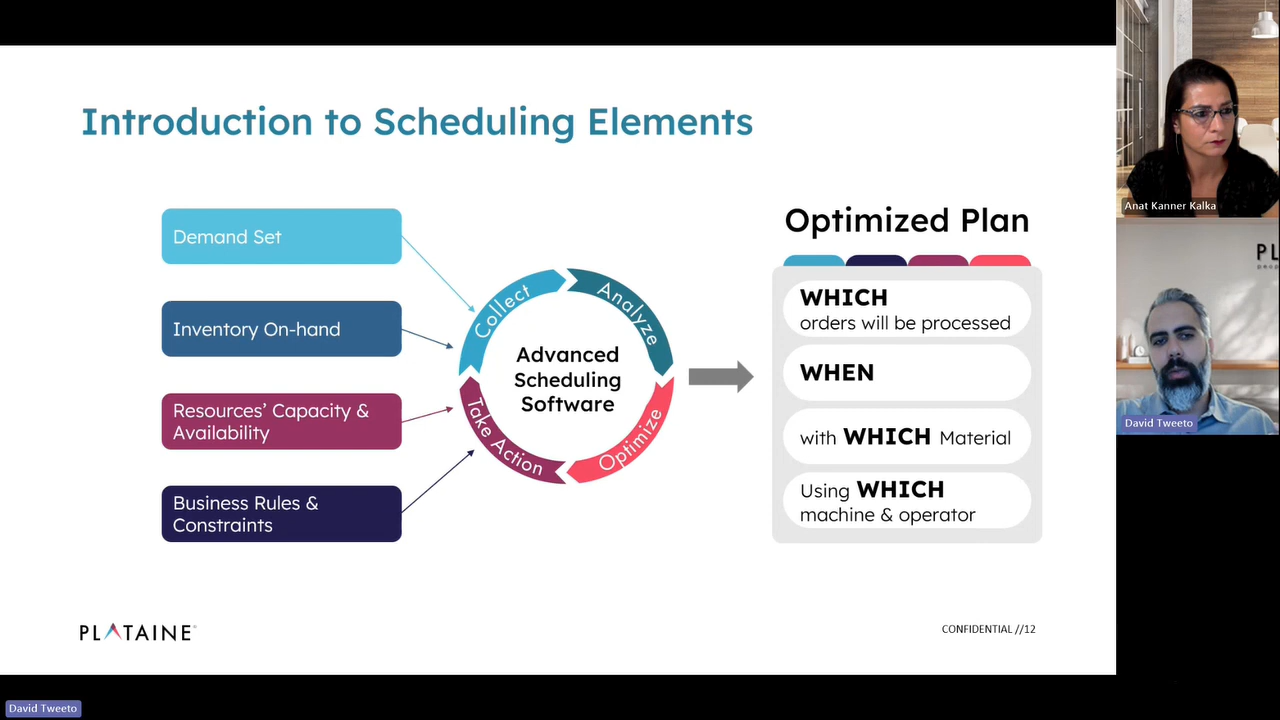 Introduction to Scheduling Elements
Demand Set
Inventory On-hand
Resources’ Capacity &
Availability
Business Rules &
Constraints
Collect
Analyze
Optimize
Take Action
Advanced
Scheduling
Software
Optimized Plan
WHICH
orders will be processed
WHEN
with WHICH Material
Using WHICH
machine & operator
PLATAINE
CONFIDENTIAL //12
Anat Kanner Kalka
PL
David Tweeto
David Tweeto